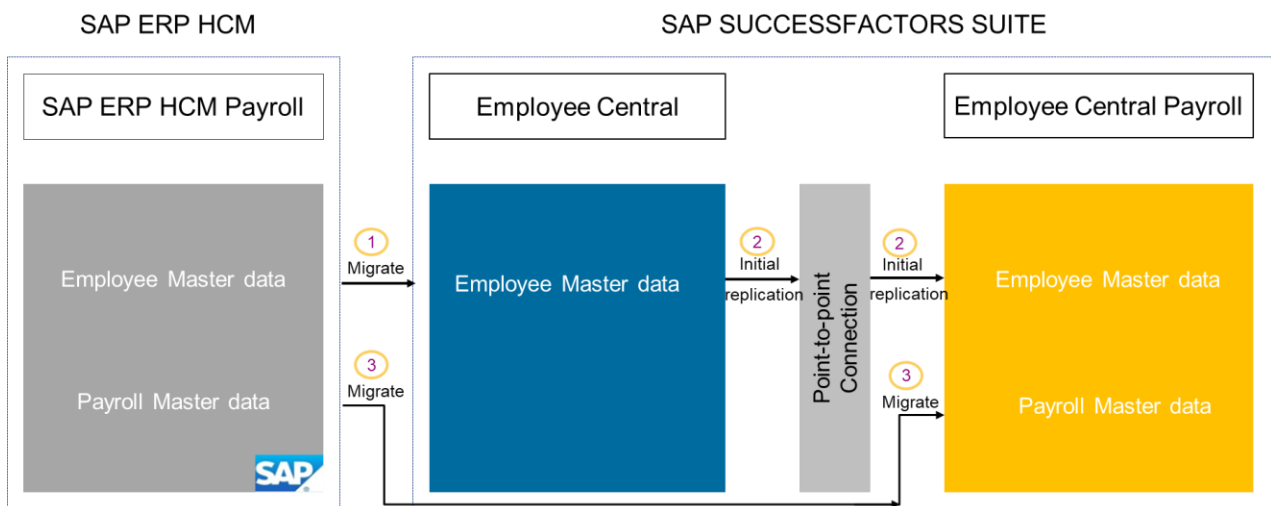 SAP ERP HCM
SAP SUCCESSFACTORS SUITE
SAP ERP HCM Payroll
Employee Central
Employee Central Payroll
Employee Master data
Payroll Master data
SAP
1
Migrate
3
Migrate
Employee Master data
2
Initial
replication
Point-to-point
Connection
2
Initial
replication
3
Migrate
Employee Master data
Payroll Master data